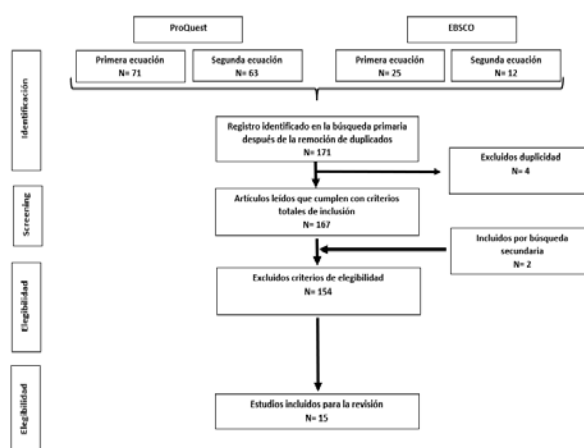 ProQuest
EBSCO
Primera ecuación
N= 71
Segunda ecuación
N= 63
Primera ecuación
N= 25
Segunda ecuación
N= 12
Identificación
Registro identificado en la búsqueda primaria
después de la remoción de duplicados
N= 171
Excluidos duplicidad
N= 4
Screening
Artículos leídos que cumplen con criterios
totales de inclusión
N= 167
Incluidos por búsqueda
secundaria
N= 2
Elegibilidad
Excluidos criterios de elegibilidad
N= 154
Elegibilidad
Estudios incluidos para la revisión
N= 15